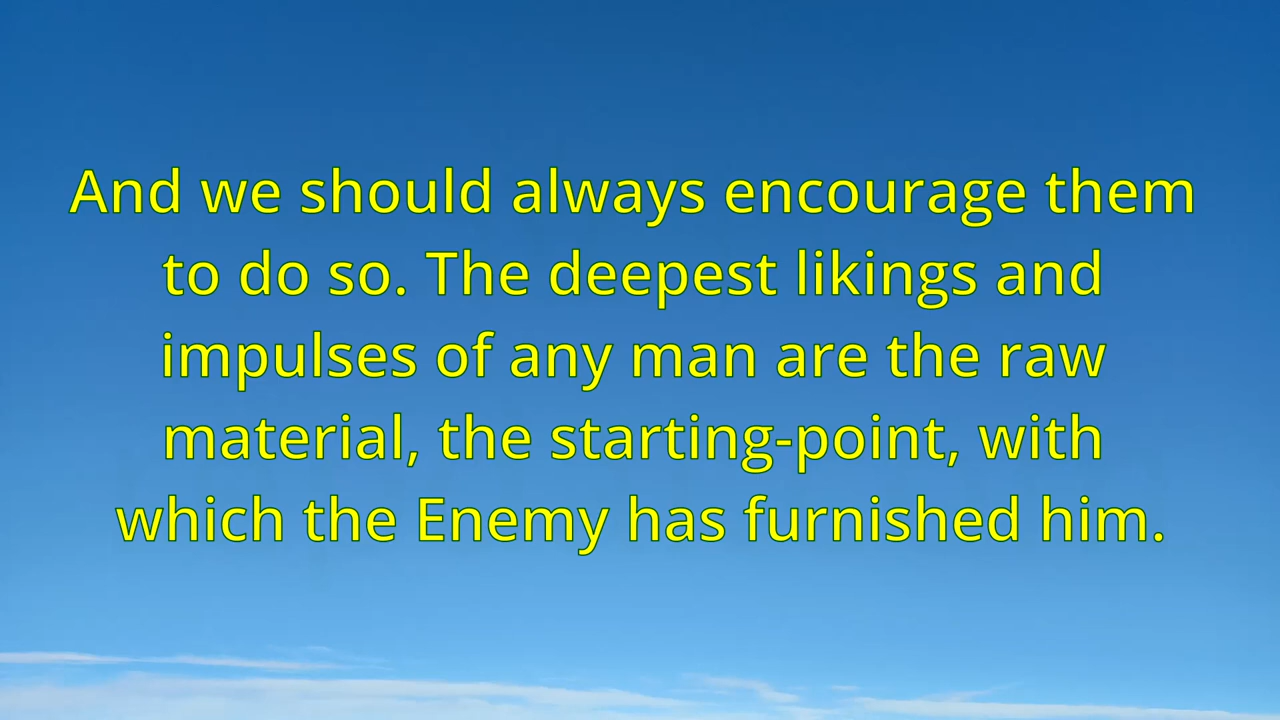 And we should always encourage them
to do so. The deepest likings and
impulses of any man are the raw
material, the starting-point, with
which the Enemy has furnished him.